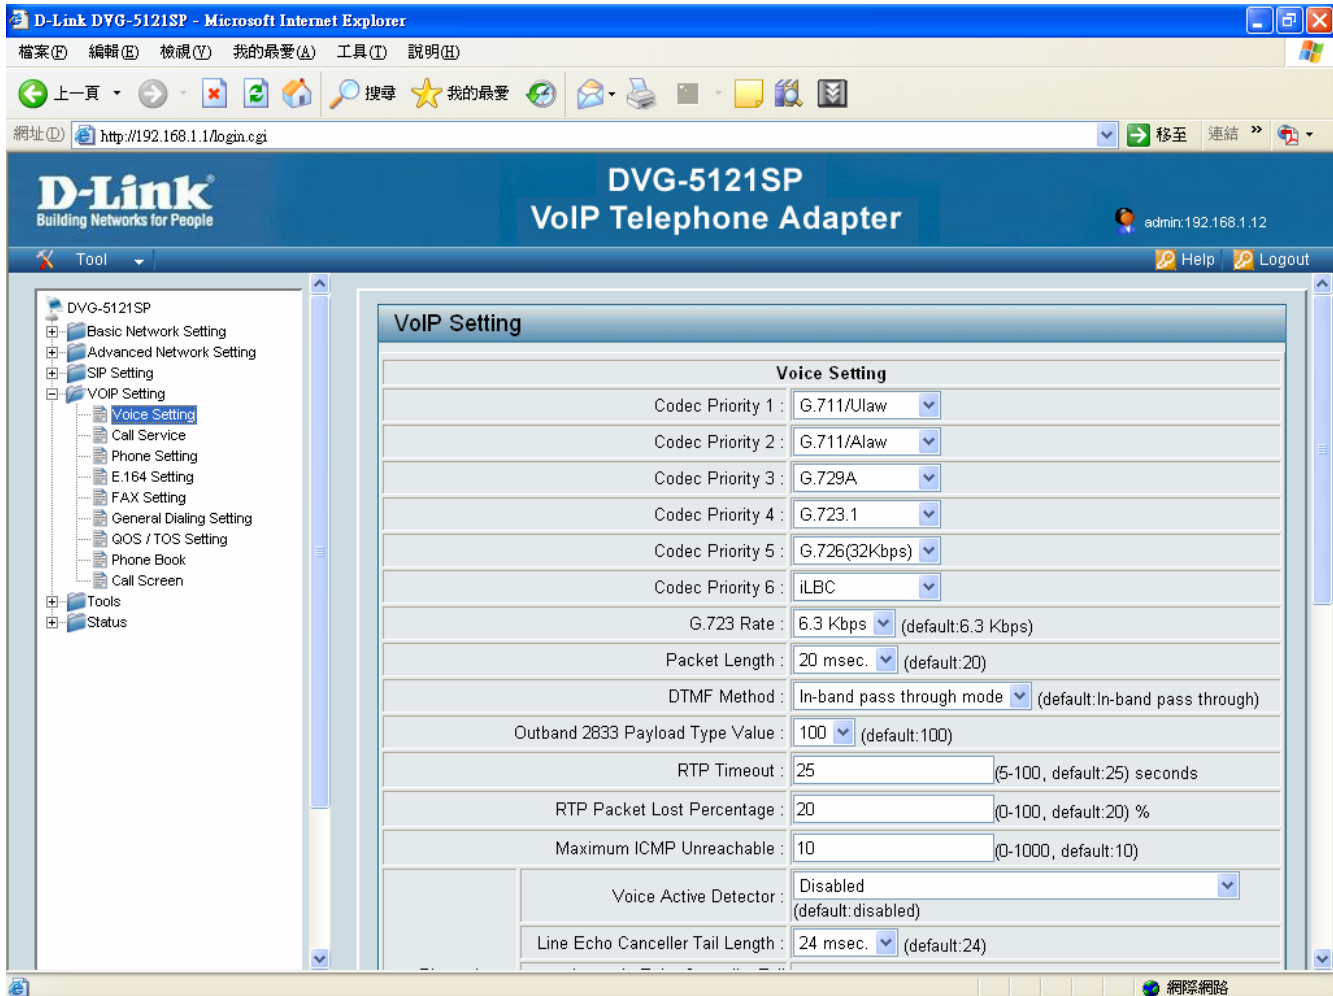 D-Link DVG-5121SP - Microsoft Internet Explorer
檔案(F) 編輯(E) 檢視(V) 我的最愛(A) 工具(T) 說明(H)
上一頁 搜尋 我的最愛
網址(D) http://192.168.1.1/login.cgi 移至 連結 »
D-Link®
Building Networks for People
DVG-5121SP
VoIP Telephone Adapter
admin:192.168.1.12
Tool Help Logout
DVG-5121SP
Basic Network Setting
Advanced Network Setting
SIP Setting
VOIP Setting
Voice Setting
Call Service
Phone Setting
E.164 Setting
FAX Setting
General Dialing Setting
QOS / TOS Setting
Phone Book
Call Screen
Tools
Status
VoIP Setting
Voice Setting
Codec Priority 1 : G.711/Ulaw
Codec Priority 2 : G.711/Alaw
Codec Priority 3 : G.729A
Codec Priority 4 : G.723.1
Codec Priority 5 : G.726(32Kbps)
Codec Priority 6 : iLBC
G.723 Rate : 6.3 Kbps (default:6.3 Kbps)
Packet Length : 20 msec. (default:20)
DTMF Method : In-band pass through mode (default:In-band pass through)
Outband 2833 Payload Type Value : 100 (default:100)
RTP Timeout : 25 (5-100, default:25) seconds
RTP Packet Lost Percentage : 20 (0-100, default:20) %
Maximum ICMP Unreachable : 10 (0-1000, default:10)
Voice Active Detector : Disabled
(default:disabled)
Line Echo Canceller Tail Length : 24 msec. (default:24)
網際網路